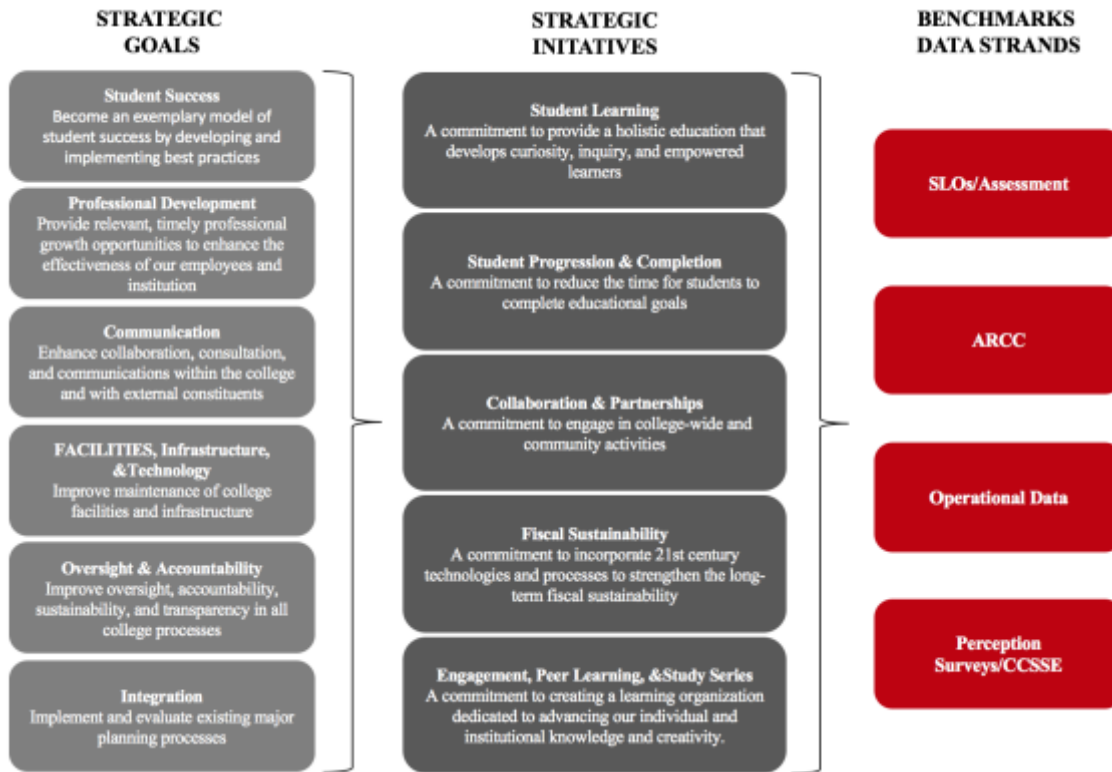 STRATEGIC
GOALS
Student Success
Become an exemplary model of
student success by developing and
implementing best practices
Professional Development
Provide relevant, timely professional
growth opportunities to enhance the
effectiveness of our employees and
institution
Communication
Enhance collaboration, consultation,
and communications within the college
and with external constituents
FACILITIES, Infrastructure,
&Technology
Improve maintenance of college
facilities and infrastructure
Oversight & Accountability
Improve oversight, accountability,
sustainability, and transparency in all
college processes
Integration
Implement and evaluate existing major
planning processes
STRATEGIC
INITATIVES
Student Learning
A commitment to provide a holistic education that
develops curiosity, inquiry, and empowered
learners
Student Progression & Completion
A commitment to reduce the time for students to
complete educational goals
Collaboration & Partnerships
A commitment to engage in college-wide and
community activities
Fiscal Sustainability
A commitment to incorporate 21st century
technologies and processes to strengthen the long-
term fiscal sustainability
Engagement, Peer Learning, &Study Series
A commitment to creating a learning organization
dedicated to advancing our individual and
institutional knowledge and creativity.
BENCHMARKS
DATA STRANDS
SLOs/Assessment
ARCC
Operational Data
Perception
Surveys/CCSSE